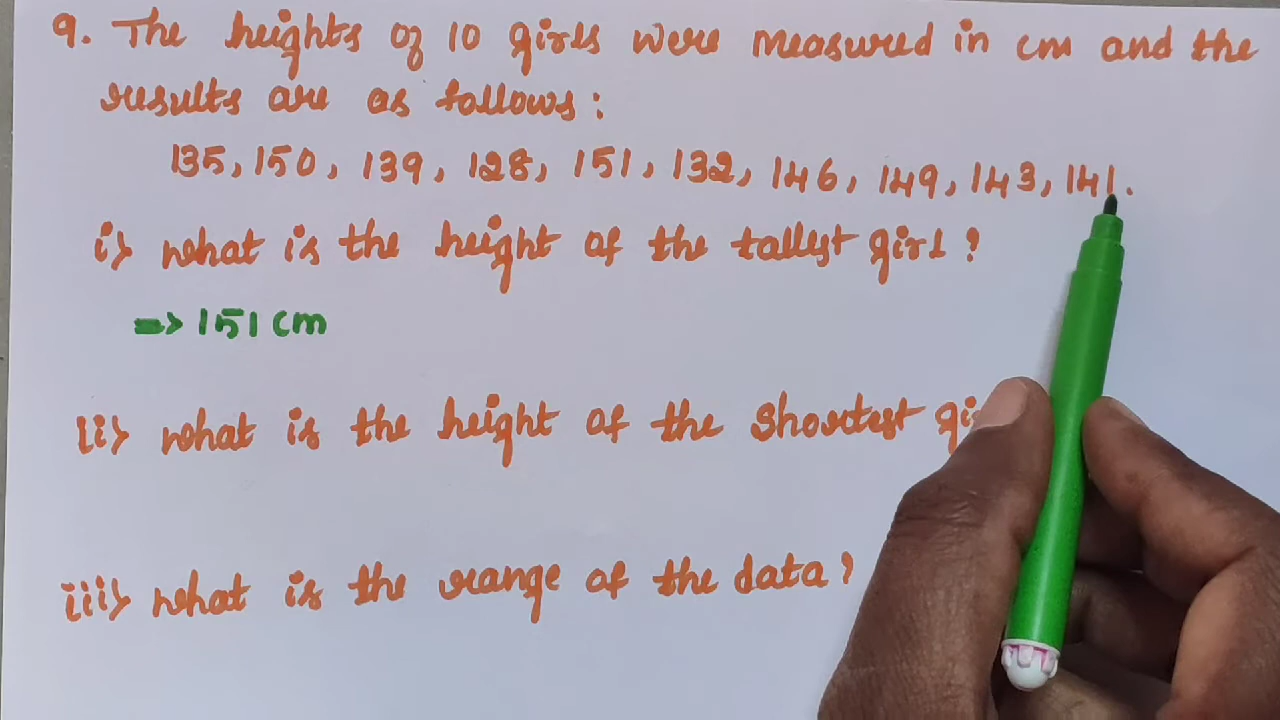 9. The heights of 10 girls were measured in cm and the
results are as follows:
135, 150, 139, 128, 151, 132, 146, 149, 143, 141.
i) what is the height of the tallest girl?
=> 151 cm
ii) what is the height of the shortest
iii) what is the range of the data?